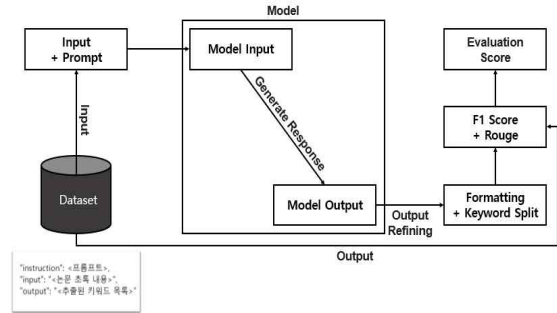 Model
Input
+ Prompt
Model Input
Evaluation
Score
Input
Generate Response
F1 Score
+ Rouge
Dataset
Model Output
Output
Refining
Formatting
+ Keyword Split
Output
"instruction": <프롬프트>,
"input": "<논문 초록 내용>",
"output": "<추출된 키워드 목록>"